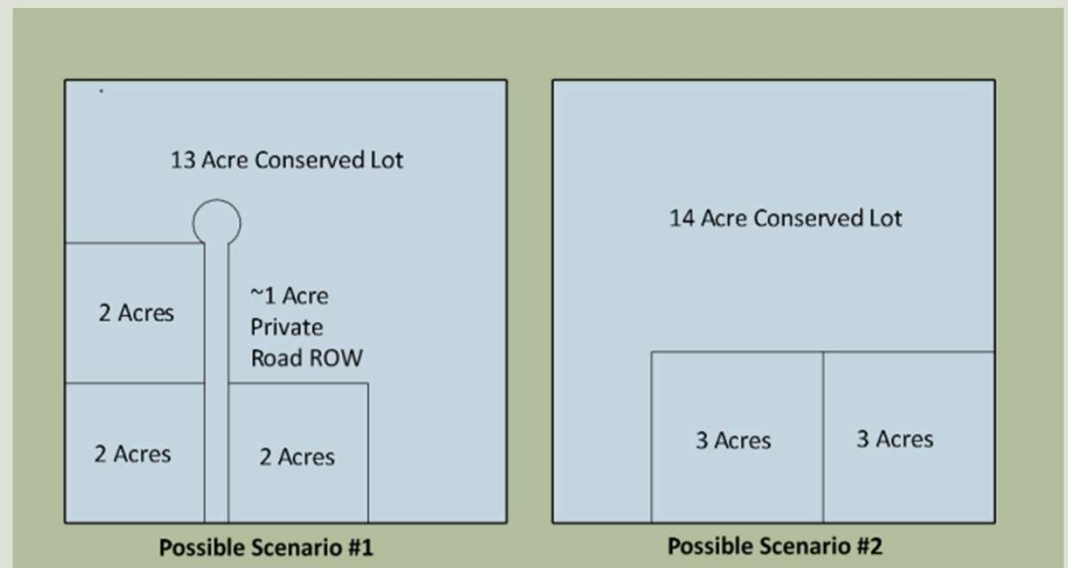 13 Acre Conserved Lot
2 Acres
~1 Acre
Private
Road ROW
2 Acres
2 Acres
Possible Scenario #1
14 Acre Conserved Lot
3 Acres
3 Acres
Possible Scenario #2